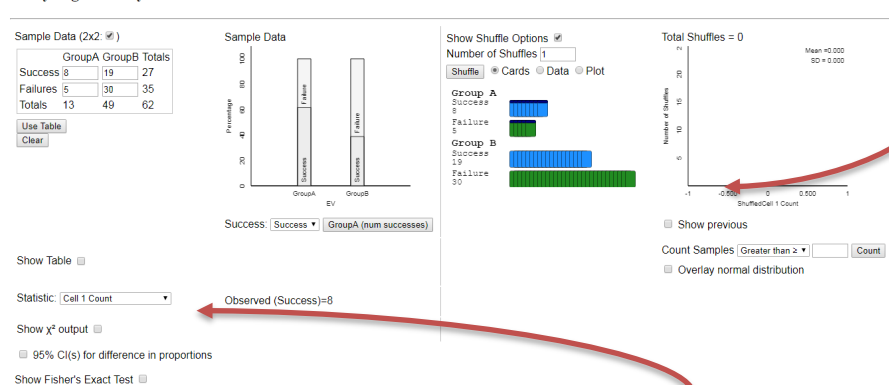 Sample Data (2x2: )
GroupA GroupB Totals
Success 8 19 27
Failures 5 30 35
Totals 13 49 62
Use Table
Clear
Sample Data
Percentage
0 20 40 60 80 100
Success
Failure
Success
Failure
GroupA GroupB
EV
Success: Success GroupA (num successes)
Show Shuffle Options
Number of Shuffles 1
Shuffle Cards Data Plot
Group A
Success
8
Failure
5
Group B
Success
19
Failure
30
Total Shuffles = 0
Mean =0.000
SD = 0.000
Number of Shuffles
5 10 15 20
-1 -0.500 0 0.500 1
ShuffledCell 1 Count
Show previous
Count Samples Greater than ≥ Count
Overlay normal distribution
Show Table
Statistic: Cell 1 Count
Observed (Success)=8
Show χ² output
95% CI(s) for difference in proportions
Show Fisher's Exact Test